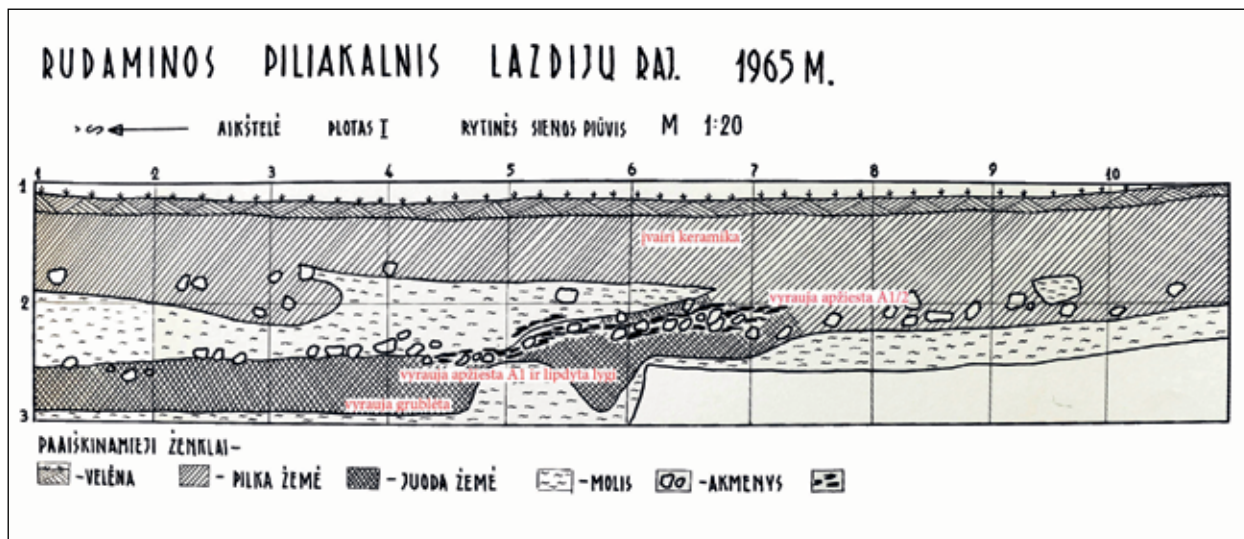 RUDAMINOS PILIAKALNIS LAZDIJŲ RAJ. 1965 M.
S AIKŠTELĖ PLOTAS I RYTINĖS SIENOS PIŪVIS M 1:20
1 2 3 4 5 6 7 8 9 10
1
įvairi keramika
2
vyrauja apžiesta A1/2
vyrauja apžiesta A1 ir lipdyta lygi
vyrauja grublėta
3
PAAIŠKINAMIEJI ŽENKLAI-
-VELĖNA -PILKA ŽEMĖ -JUODA ŽEMĖ -MOLIS -AKMENYS